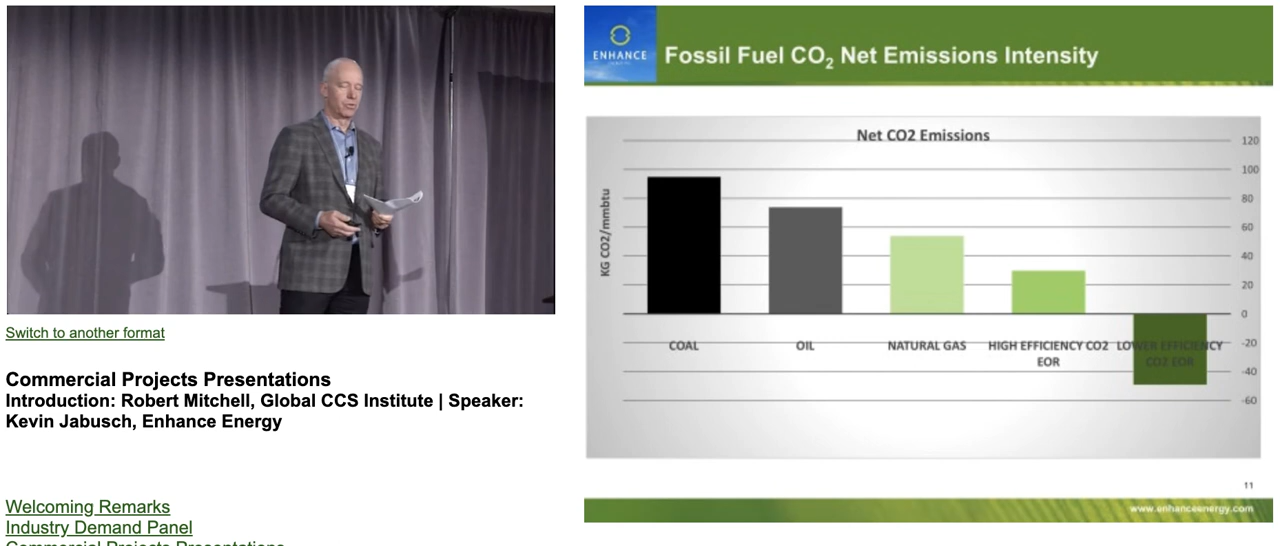 Switch to another format
Commercial Projects Presentations
Introduction: Robert Mitchell, Global CCS Institute | Speaker:
Kevin Jabusch, Enhance Energy
Welcoming Remarks
Industry Demand Panel
Commercial Projects Presentations
ENHANCE
Fossil Fuel CO₂ Net Emissions Intensity
Net CO2 Emissions
KG CO2/mmbtu
120
100
80
60
40
20
0
-20
-40
-60
COAL
OIL
NATURAL GAS
HIGH EFFICIENCY CO2
EOR
LOWER EFFICIENCY
CO2 EOR
11
www.enhanceenergy.com